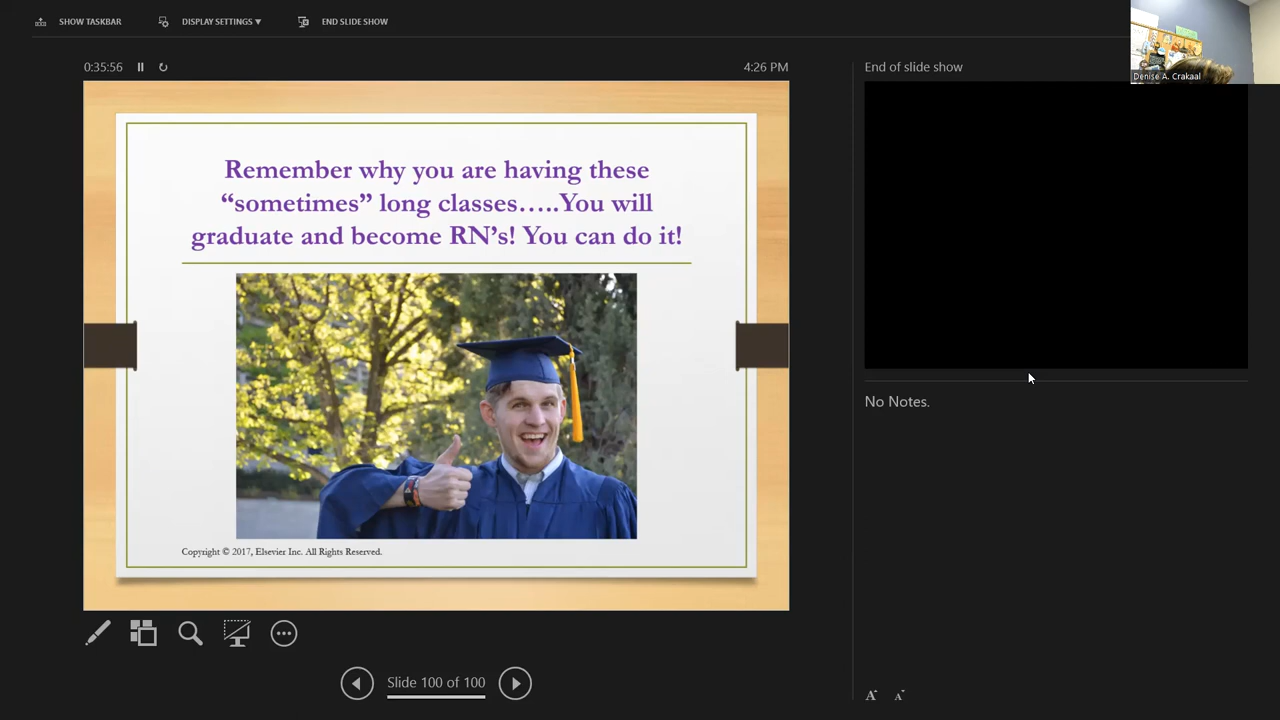 SHOW TASKBAR
DISPLAY SETTINGS ▼
END SLIDE SHOW
0:35:56
4:26 PM
End of slide show
Denise A. Crakaal
Remember why you are having these
“sometimes” long classes…..You will
graduate and become RN’s! You can do it!
Copyright © 2017, Elsevier Inc. All Rights Reserved.
No Notes.
Slide 100 of 100
A A